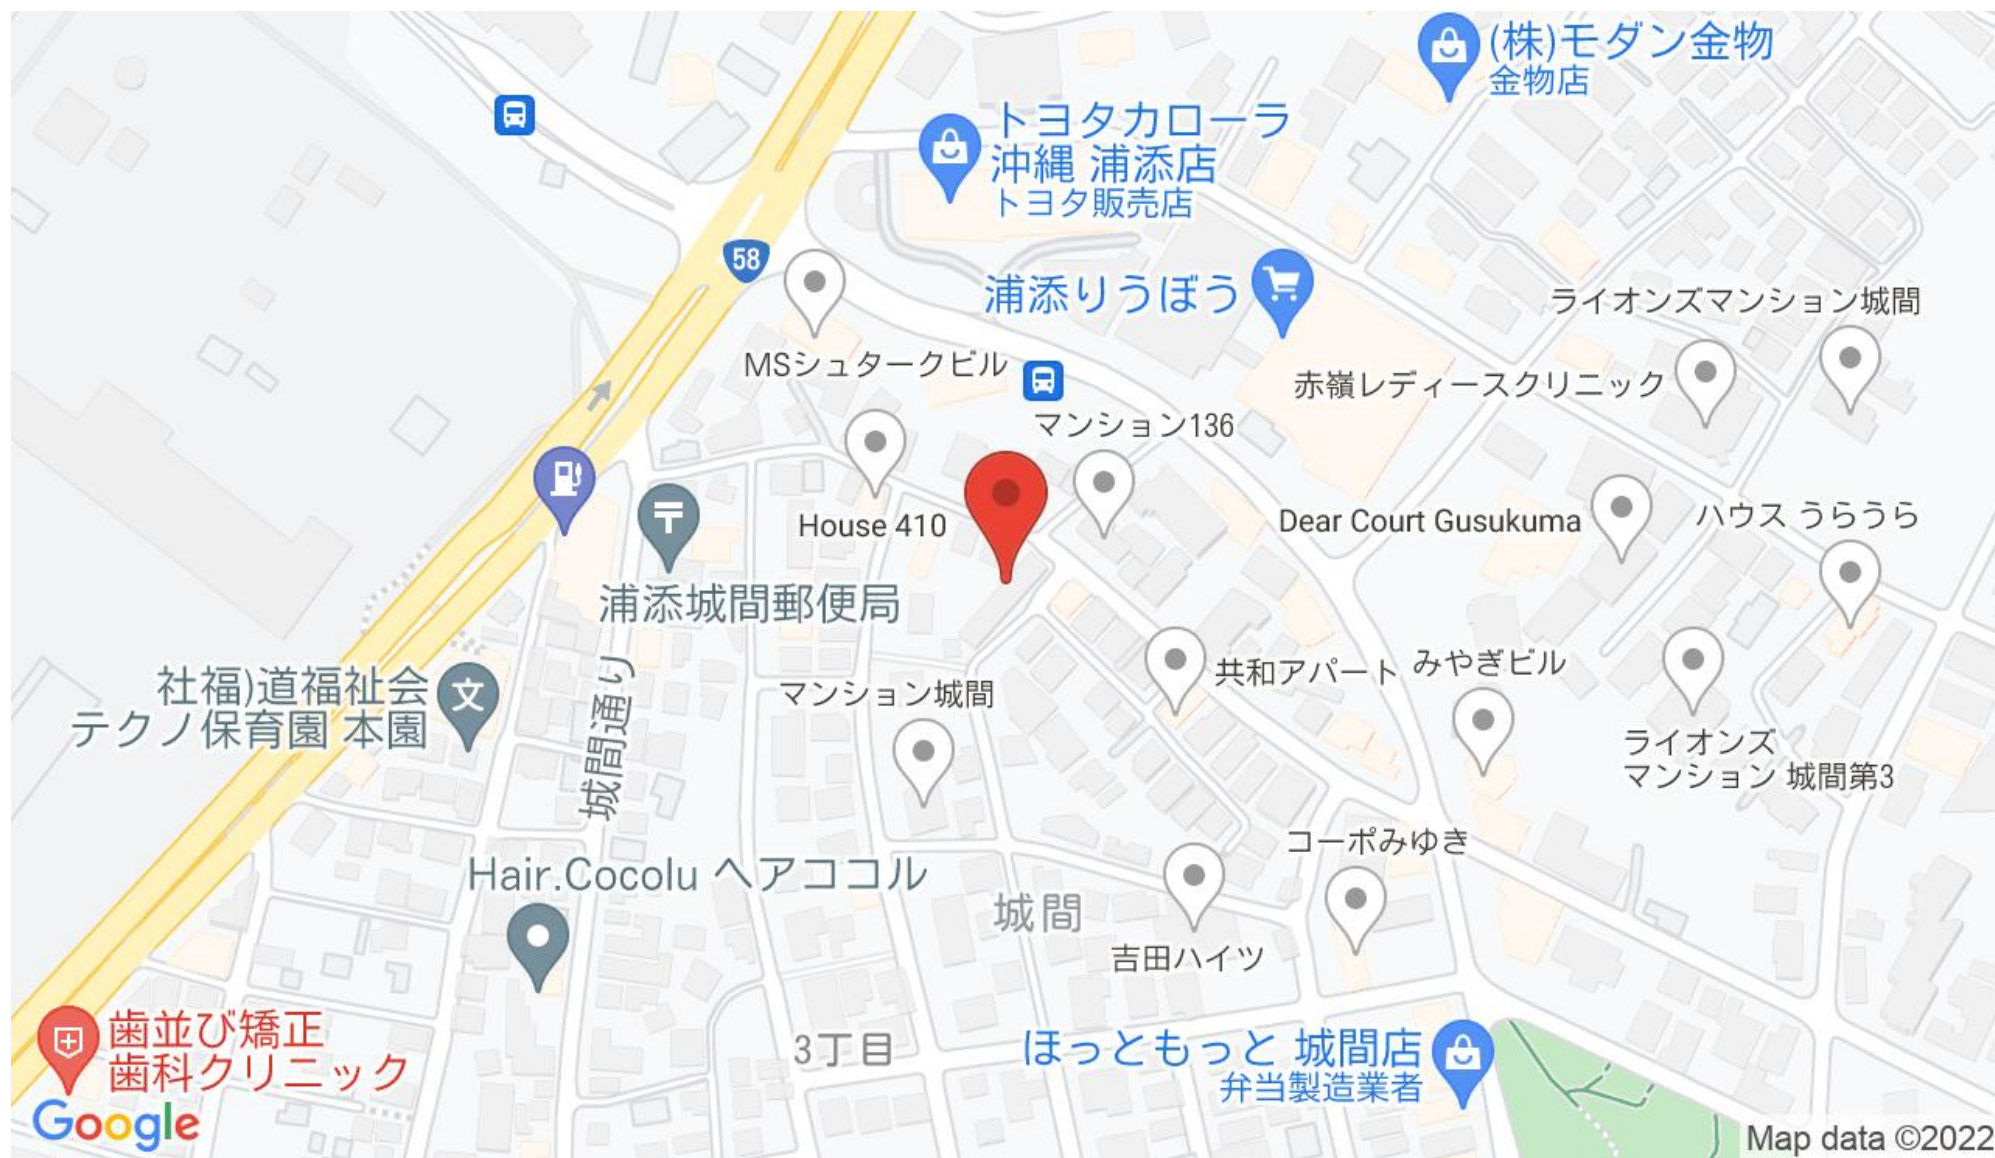 (株)モダン金物
金物店
トヨタカローラ
沖縄 浦添店
トヨタ販売店
58
浦添りうぼう
ライオンズマンション城間
MSシュタークビル
赤嶺レディースクリニック
マンション136
House 410
Dear Court Gusukuma
ハウス うらうら
浦添城間郵便局
社福)道福祉会
テクノ保育園 本園
城間通り
マンション城間
共和アパート
みやぎビル
ライオンズ
マンション 城間第3
コーポみゆき
Hair.Cocolu ヘアココル
城間
吉田ハイツ
歯並び矯正
歯科クリニック
3丁目
ほっともっと 城間店
弁当製造業者
Google
Map data ©2022